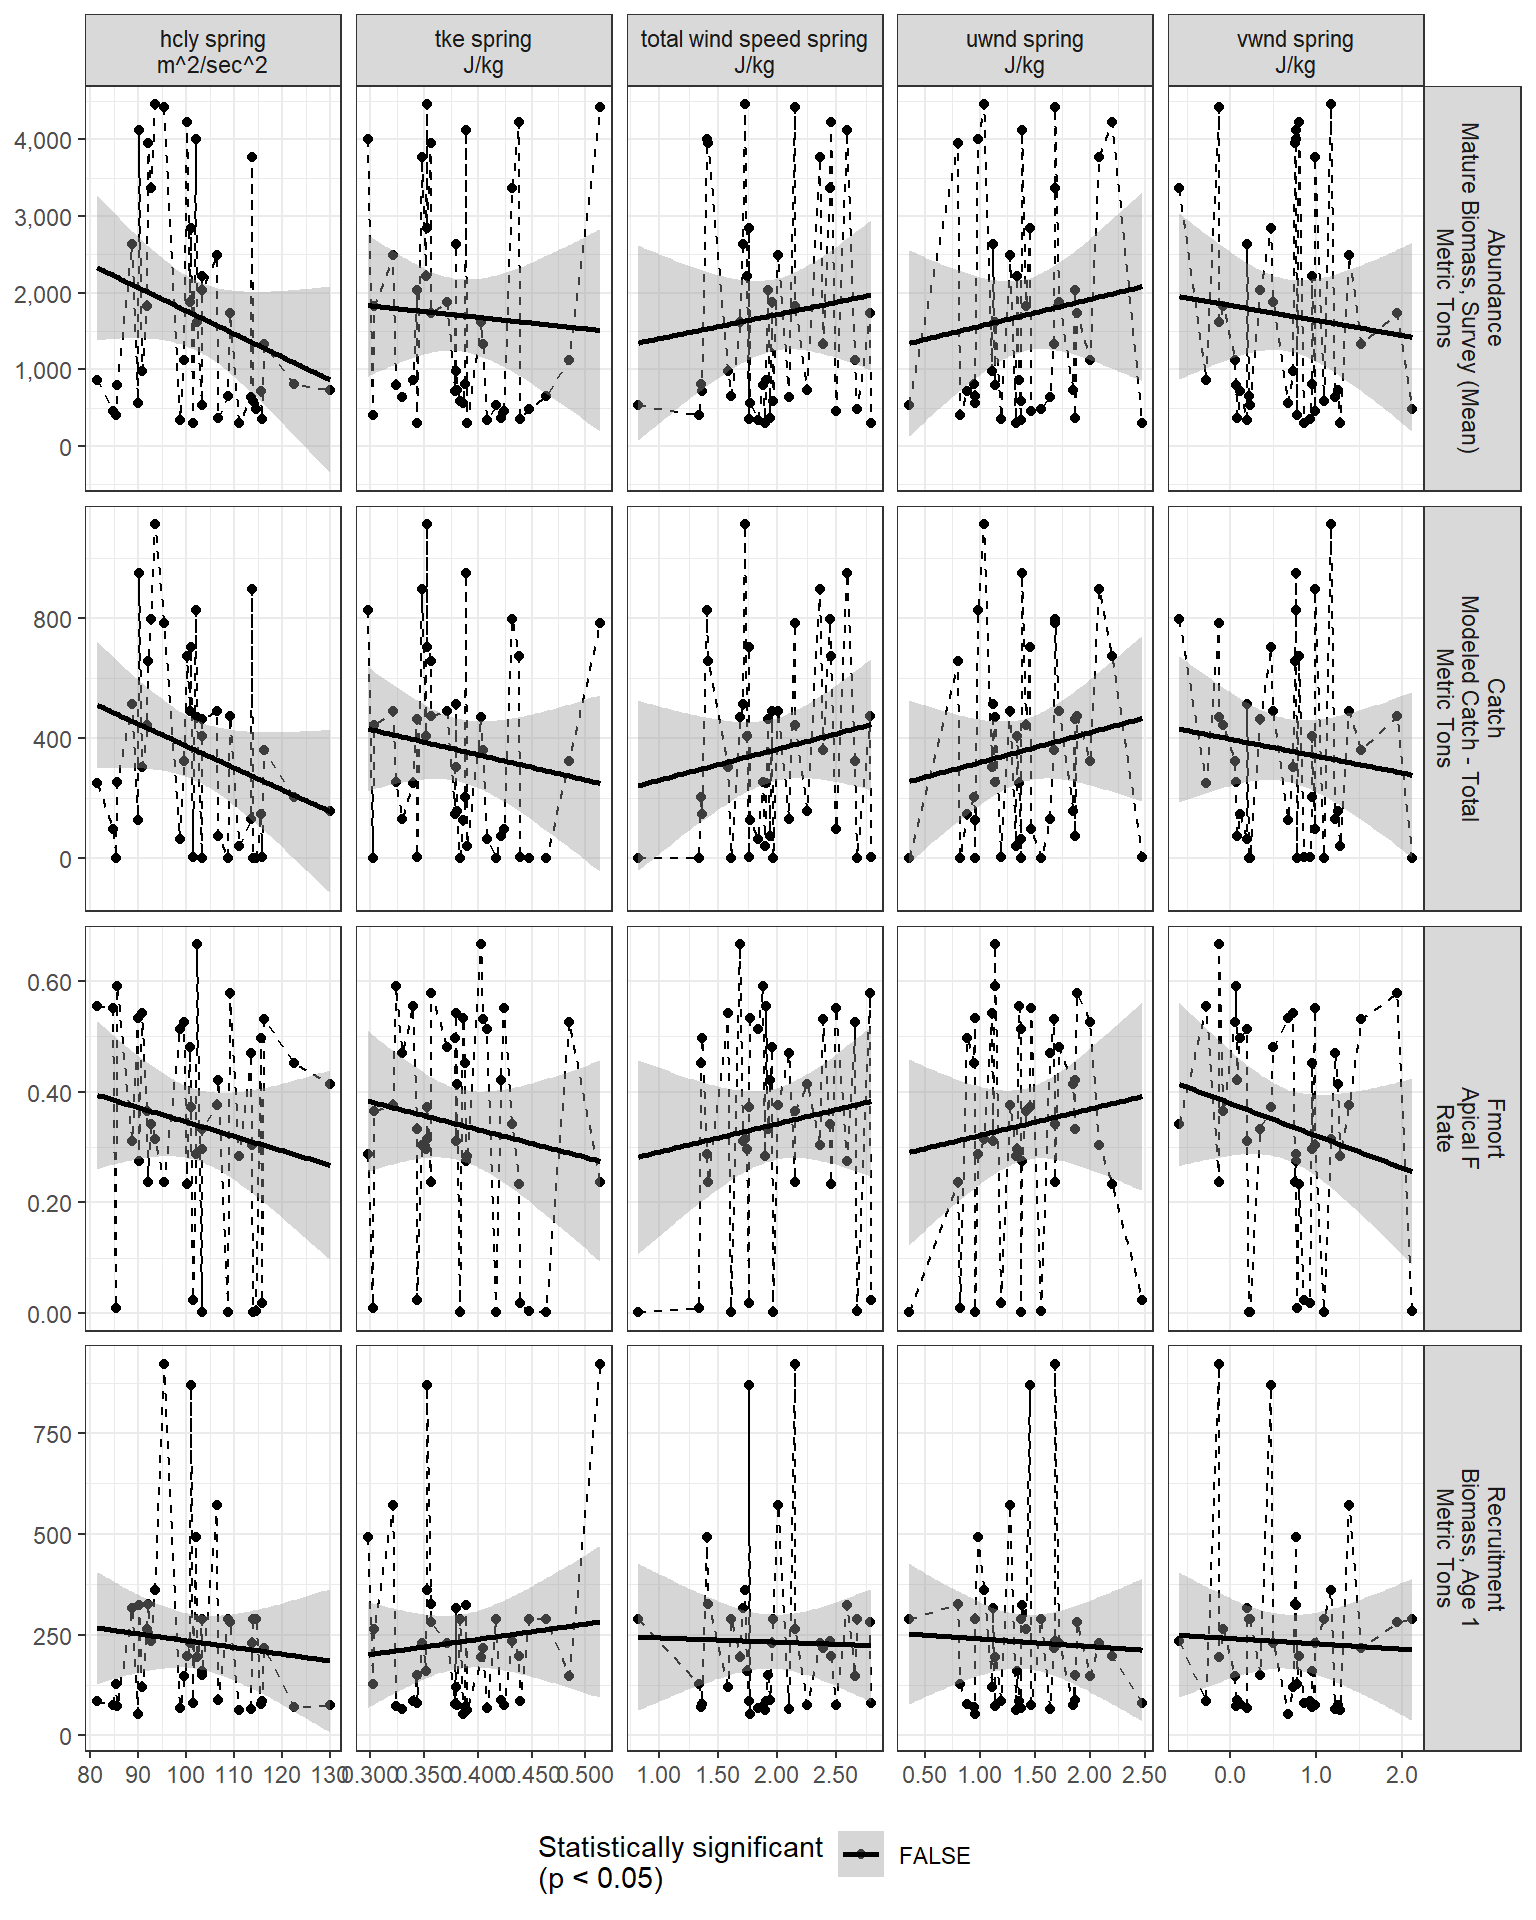 hcly spring
m^2/sec^2
tke spring
J/kg
total wind speed spring
J/kg
uwnd spring
J/kg
vwnd spring
J/kg
4,000
3,000
2,000
1,000
0
Abundance
Mature Biomass, Survey (Mean)
Metric Tons
800
400
0
Catch
Modeled Catch - Total
Metric Tons
0.60
0.40
0.20
0.00
Fmort
Apical F
Rate
750
500
250
0
Recruitment
Biomass, Age 1
Metric Tons
80 90 100 110 120 130
0.300 0.350 0.400 0.450 0.500
1.00 1.50 2.00 2.50
0.50 1.00 1.50 2.00 2.50
0.0 1.0 2.0
Statistically significant
(p < 0.05)
FALSE